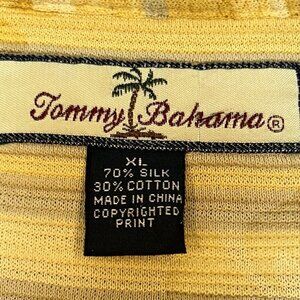 Tommy Bahama®
XL
70% SILK
30% COTTON
MADE IN CHINA
COPYRIGHTED
PRINT